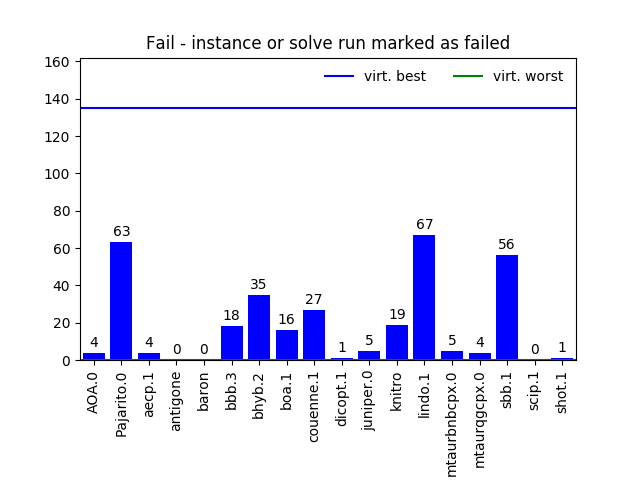 Fail - instance or solve run marked as failed
virt. best virt. worst
160
140
120
100
80
60
40
20
0
4 63 4 0 0 18 35 16 27 1 5 19 67 5 4 56 0 1
AOA.0
Pajarito.0
aecp.1
antigone
baron
bbb.3
bhyb.2
boa.1
couenne.1
dicopt.1
juniper.0
knitro
lindo.1
mtaurbnbcpx.0
mtaurqgcpx.0
sbb.1
scip.1
shot.1